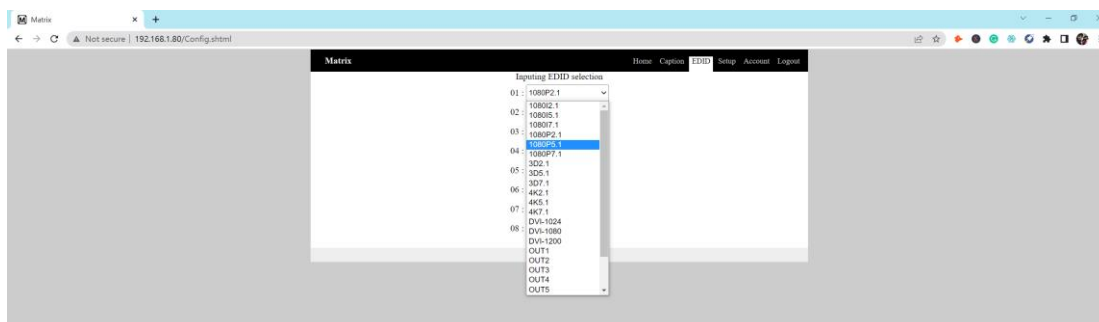 Matrix
Not secure | 192.168.1.80/Config.shtml
Matrix Home Caption EDID Setup Account Logout
Inputing EDID selection
01 : 1080P2.1
02 :
03 :
04 :
05 :
06 :
07 :
08 :
1080I2.1
1080I5.1
1080I7.1
1080P2.1
1080P5.1
1080P7.1
3D2.1
3D5.1
3D7.1
4K2.1
4K5.1
4K7.1
DVI-1024
DVI-1080
DVI-1200
OUT1
OUT2
OUT3
OUT4
OUT5